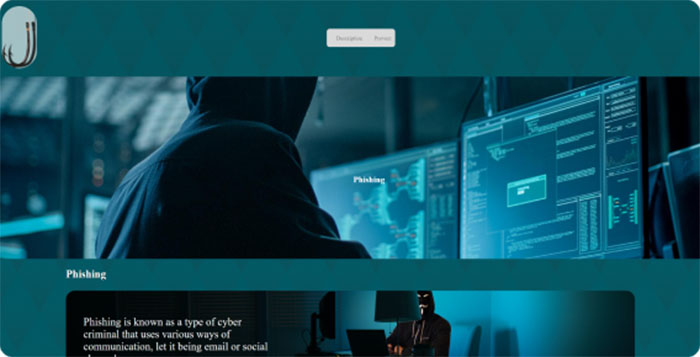 Description Prevent
Phishing
Phishing
Phishing is known as a type of cyber
criminal that uses various ways of
communication, let it being email or social